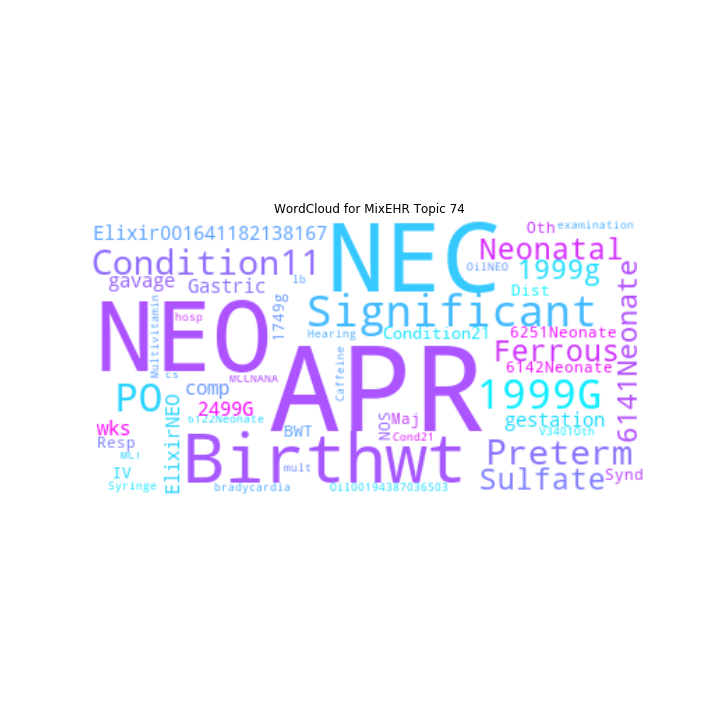 WordCloud for MixEHR Topic 74
Elixir001641182138167
NEC
Oth
examination
Neonatal
Condition11
gavage
Gastric
lb
OilNEO
1999g
Dist
Multivitamin
NEO
hosp
1749g
Significant
Hearing
Condition21
6251Neonate
Ferrous
6142Neonate
6141Neonate
cs
MCCNANA
Caffeine
APR
PO
comp
2499G
6122Neonate
1999G
gestation
V3401Oth
wks
Resp
MLT
IV
Syringe
ElixirNEO
BWT
NOS
Maj
Cond21
Birthwt
mult
bradycardia
Oil00194387036503
Preterm
Sulfate
Synd